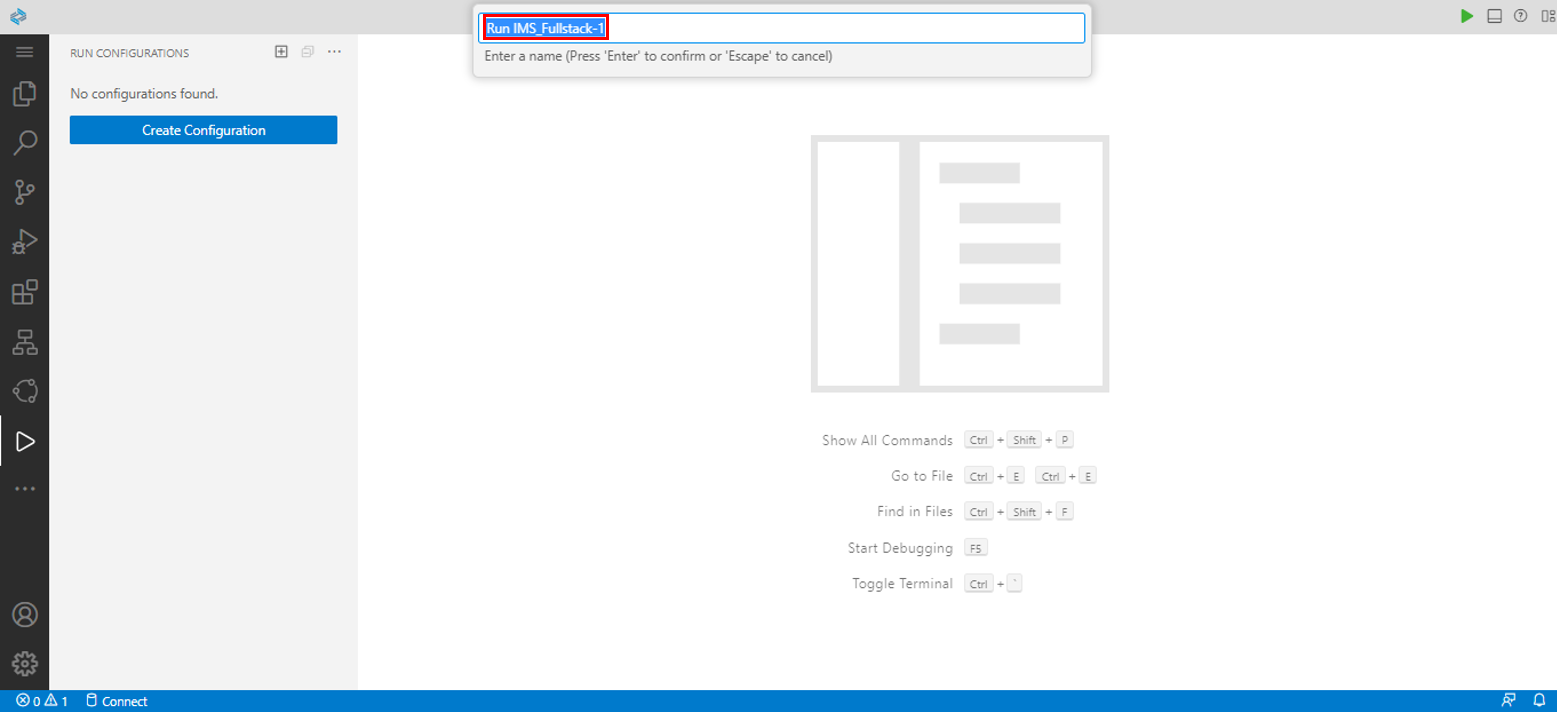 Run IMS_Fullstack-1
Enter a name (Press 'Enter' to confirm or 'Escape' to cancel)
RUN CONFIGURATIONS
No configurations found.
Create Configuration
Show All Commands Ctrl + Shift + P
Go to File Ctrl + E Ctrl + E
Find in Files Ctrl + Shift + F
Start Debugging F5
Toggle Terminal Ctrl + `
0 1 Connect